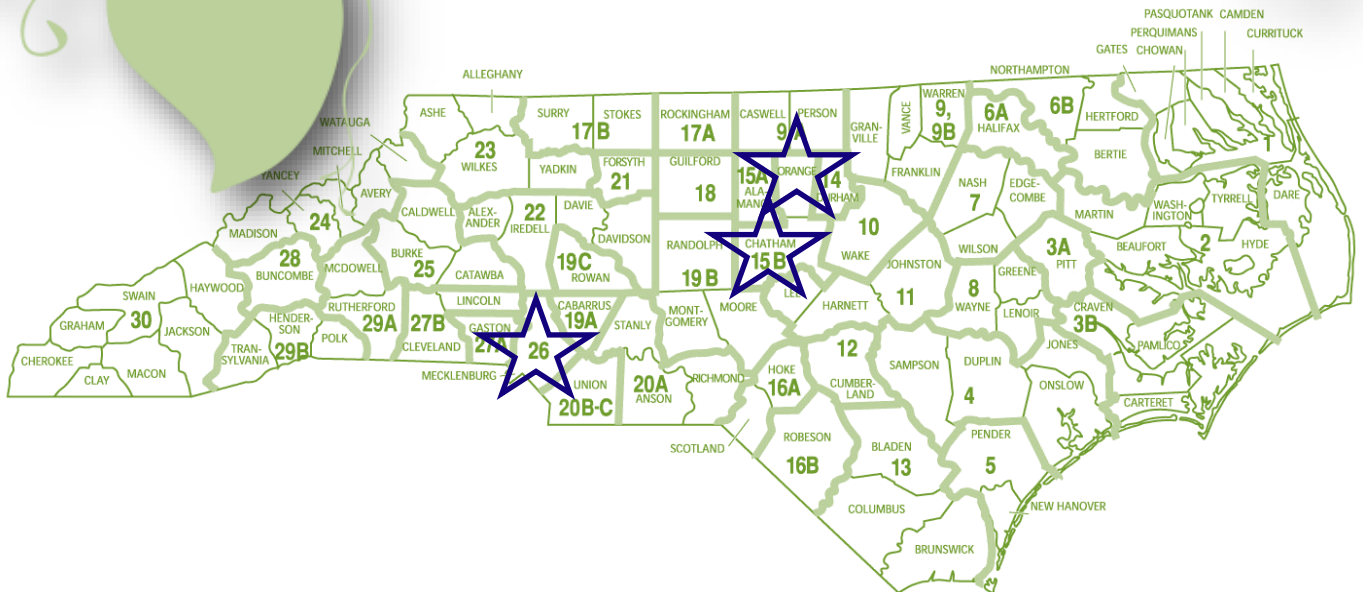 PASQUOTANK CAMDEN
PERQUIMANS CURRITUCK
GATES CHOWAN
NORTHAMPTON
ALLEGHANY
ASHE
SURRY
STOKES
17 B
ROCKINGHAM
17A
CASWELL
PERSON
GRAN-
VILLE
VANCE
WARREN
9,
9B
6A
HALIFAX
6B
HERTFORD
BERTIE
1
WATAUGA
MITCHELL
YANCEY
AVERY
23
WILKES
YADKIN
FORSYTH
21
GUILFORD
18
15A
ALA-
MANC
ORANGE
14
DURHAM
FRANKLIN
NASH
7
EDGE-
COMBE
MARTIN
WASH-
INGTON
TYRRELL
DARE
24
MADISON
CALDWELL
ALEX-
ANDER
22
IREDELL
DAVIE
DAVIDSON
RANDOLPH
19 B
CHATHAM
15 B
10
WAKE
JOHNSTON
WILSON
3A
PITT
BEAUFORT
2
HYDE
28
BUNCOMBE
MCDOWELL
BURKE
25
CATAWBA
19C
ROWAN
LEE
HARNETT
11
8
WAYNE
GREENE
LENOIR
CRAVEN
3B
JONES
PAMLICO
SWAIN
HAYWOOD
GRAHAM
30
JACKSON
HENDER-
SON
29B
TRAN-
SYLVANIA
RUTHERFORD
29A
POLK
27B
CLEVELAND
LINCOLN
GASTON
27A
26
CABARRUS
19A
STANLY
MONT-
GOMERY
MOORE
CHEROKEE
CLAY
MACON
MECKLENBURG
UNION
20B-C
20A
ANSON
RICHMOND
HOKE
16A
12
CUMBER-
LAND
SAMPSON
DUPLIN
4
ONSLOW
CARTERET
SCOTLAND
ROBESON
16B
BLADEN
13
PENDER
5
COLUMBUS
NEW HANOVER
BRUNSWICK